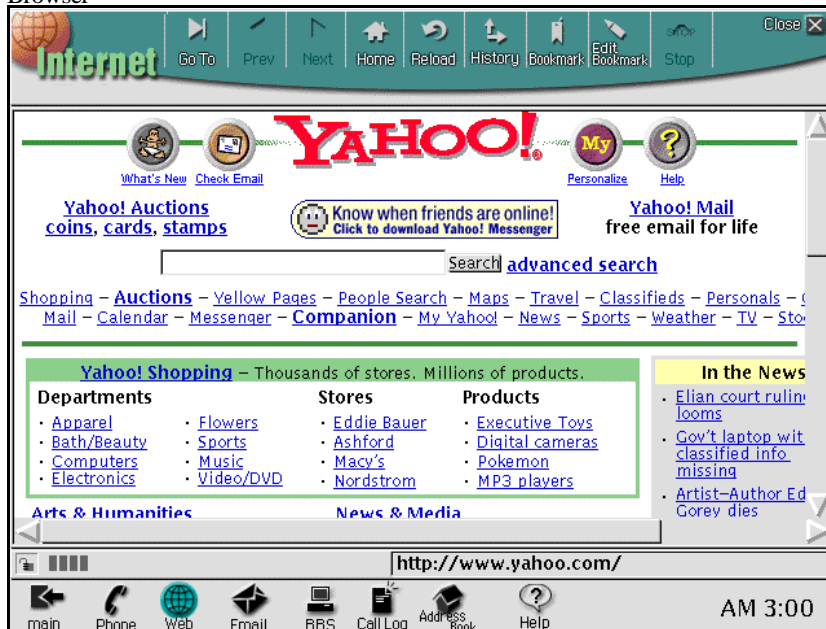 Browser
Close
Internet
Go To Prev Next Home Reload History Bookmark Edit Bookmark Stop
STOP
YAHOO!
My
What's New Check Email Personalize Help
Yahoo! Auctions
coins, cards, stamps
Know when friends are online!
Click to download Yahoo! Messenger
Yahoo! Mail
free email for life
Search advanced search
Shopping – Auctions – Yellow Pages – People Search – Maps – Travel – Classifieds – Personals –
Mail – Calendar – Messenger – Companion – My Yahoo! – News – Sports – Weather – TV – Sto
Yahoo! Shopping – Thousands of stores. Millions of products.
Departments Stores Products
· Apparel · Flowers · Eddie Bauer · Executive Toys
· Bath/Beauty · Sports · Ashford · Digital cameras
· Computers · Music · Macy's · Pokemon
· Electronics · Video/DVD · Nordstrom · MP3 players
In the News
· Elian court ruling
looms
· Gov't laptop wit
classified info
missing
· Artist–Author Ed
Gorey dies
Arts & Humanities News & Media
http://www.yahoo.com/
main Phone Web Email BBS Call Log Address Book Help
AM 3:00